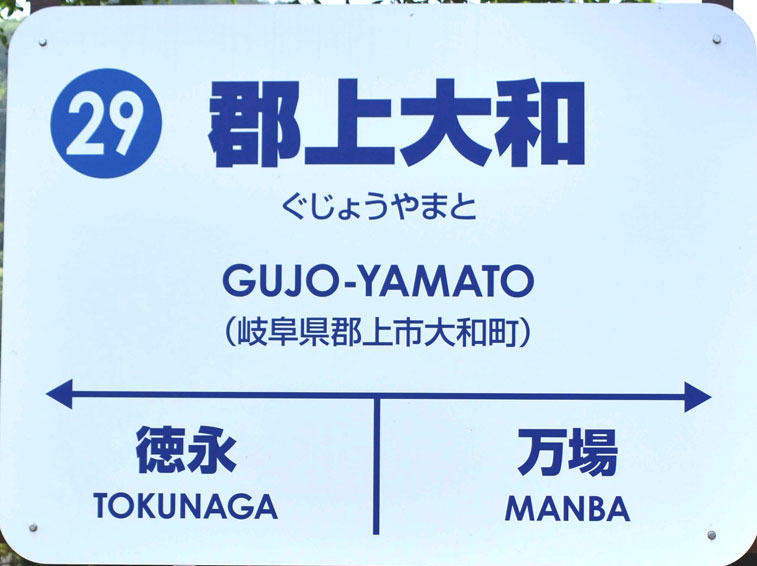 29 郡上大和
ぐじょうやまと
GUJO-YAMATO
（岐阜県郡上市大和町）
徳永 万場
TOKUNAGA MANBA